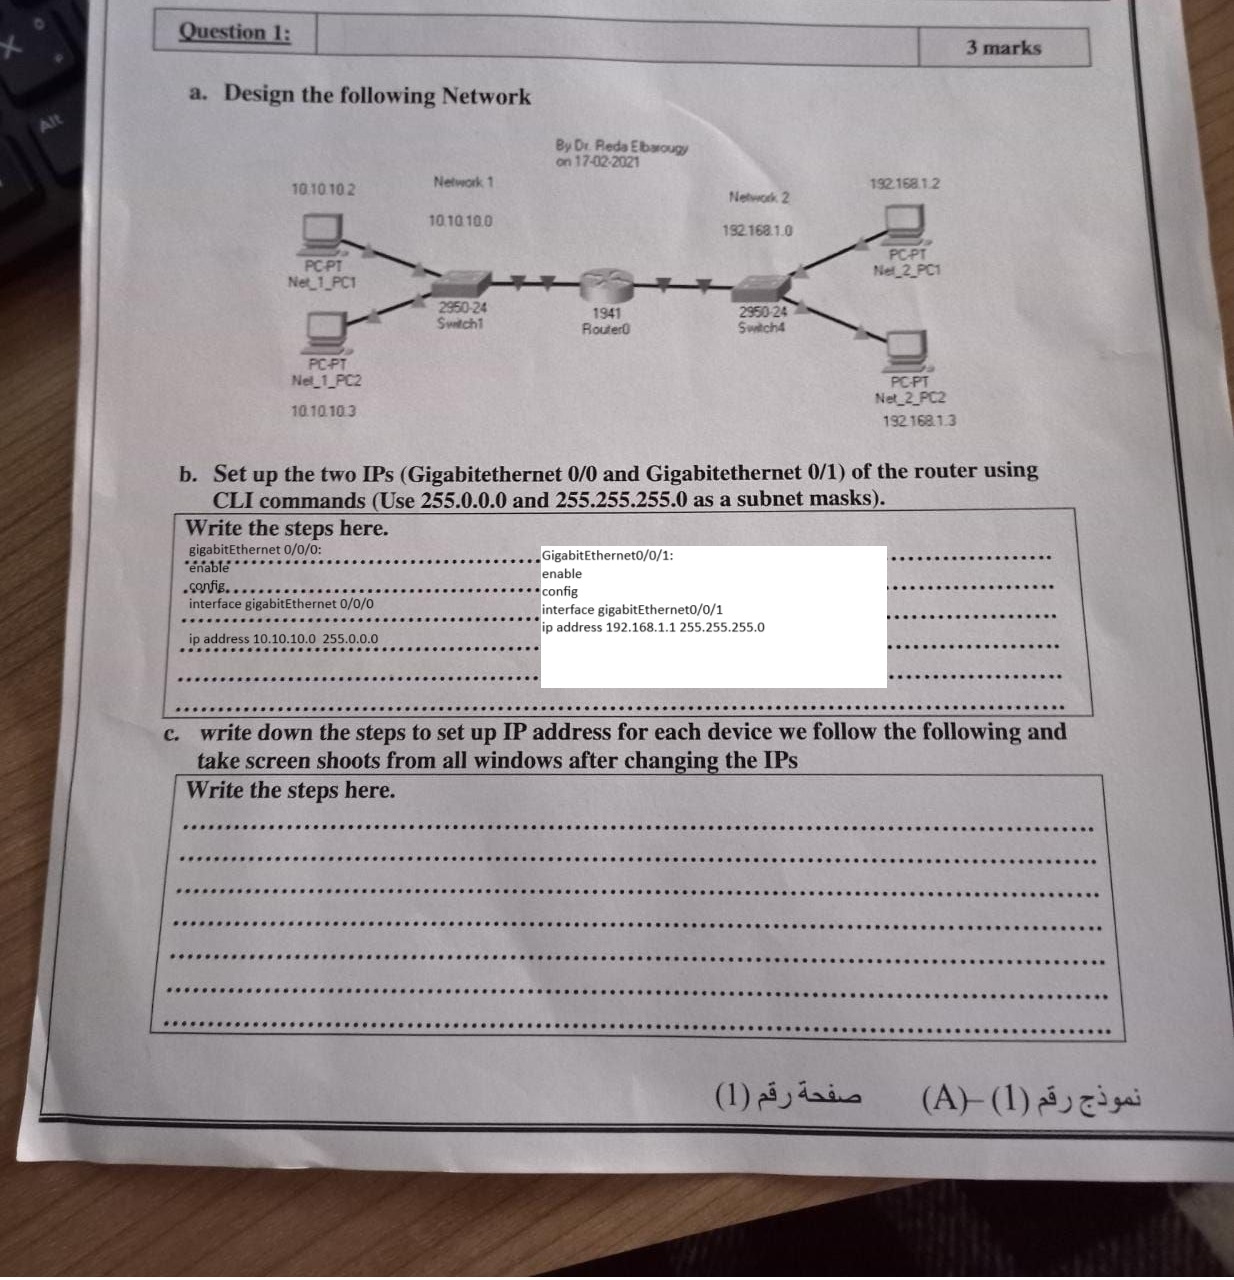 Alt
Question 1:
3 marks
a. Design the following Network
By Dr. Reda Elbarougy
on 17-02-2021
10.10.10.2
Network 1
10.10.10.0
Network 2
192.168.1.0
192.168.1.2
PC-PT
Net_1_PC1
2950-24
Switch1
1941
Router0
2950-24
Switch4
PC-PT
Net_2_PC1
PC-PT
Net_1_PC2
10.10.10.3
PC-PT
Net_2_PC2
192.168.1.3
b. Set up the two IPs (Gigabitethernet 0/0 and Gigabitethernet 0/1) of the router using
CLI commands (Use 255.0.0.0 and 255.255.255.0 as a subnet masks).
Write the steps here.
gigabitEthernet 0/0/0:
enable
config
interface gigabitEthernet 0/0/0
ip address 10.10.10.0 255.0.0.0
GigabitEthernet0/0/1:
enable
config
interface gigabitEthernet0/0/1
ip address 192.168.1.1 255.255.255.0
c. write down the steps to set up IP address for each device we follow the following and
take screen shoots from all windows after changing the IPs
Write the steps here.
نموذج رقم (1) –(A) صفحة رقم (1)